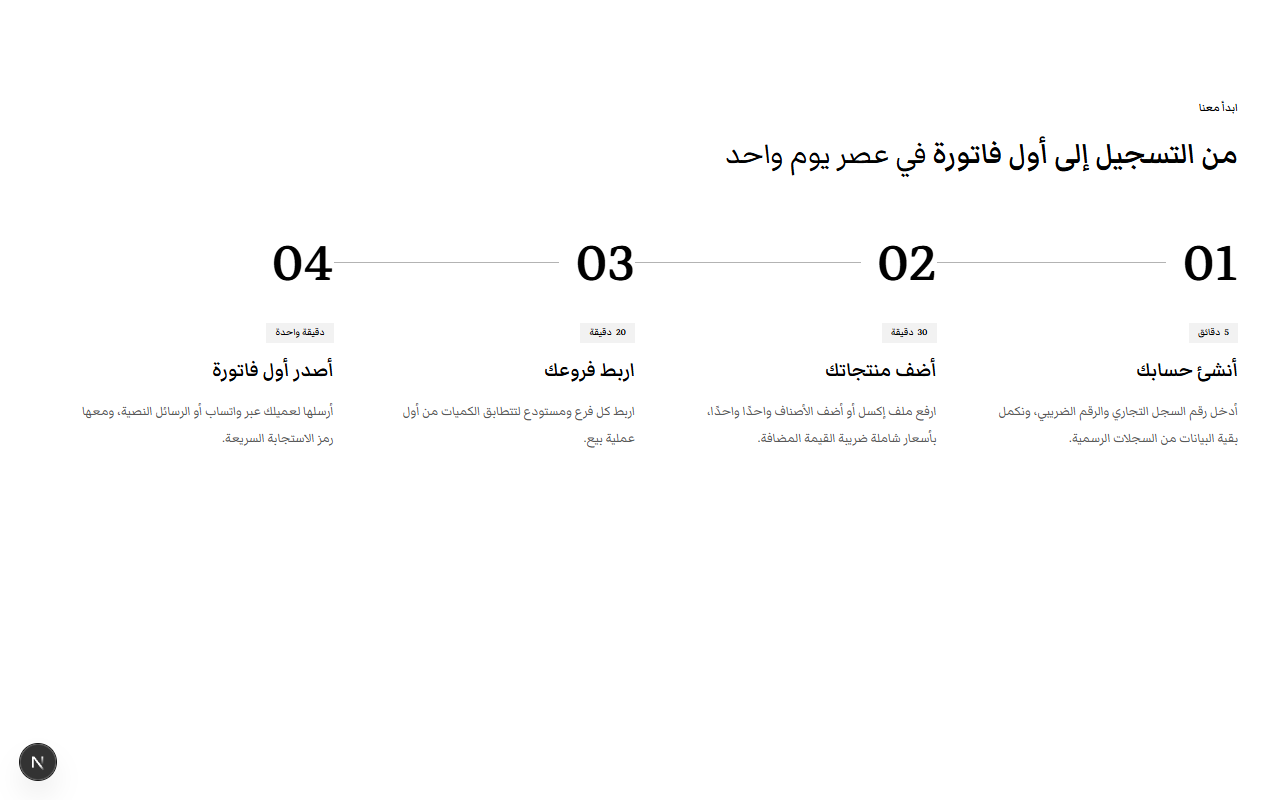 ابدأ معنا
من التسجيل إلى أول فاتورة في عصر يوم واحد
01
5 دقائق
أنشئ حسابك
أدخل رقم السجل التجاري والرقم الضريبي، ونكمل
بقية البيانات من السجلات الرسمية.
02
30 دقيقة
أضف منتجاتك
ارفع ملف إكسل أو أضف الأصناف واحدًا واحدًا،
بأسعار شاملة ضريبة القيمة المضافة.
03
20 دقيقة
اربط فروعك
اربط كل فرع ومستودع لتتطابق الكميات من أول
عملية بيع.
04
دقيقة واحدة
أصدر أول فاتورة
أرسلها لعميلك عبر واتساب أو الرسائل النصية، ومعها
رمز الاستجابة السريعة.
N